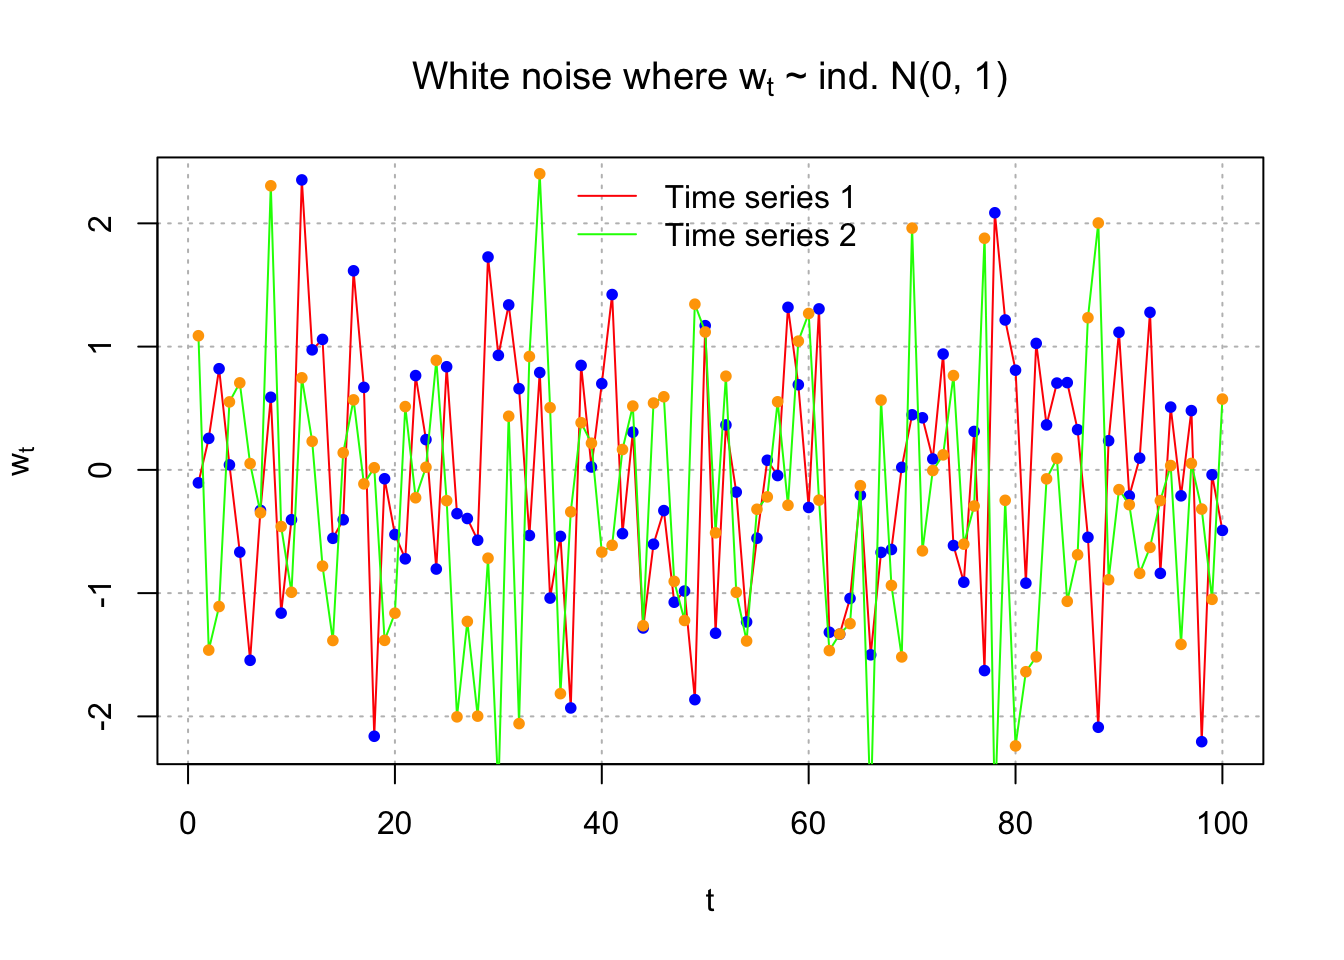 White noise where wt ~ ind. N(0, 1)
Time series 1
Time series 2
wt
2
1
0
-1
-2
0 20 40 60 80 100
t